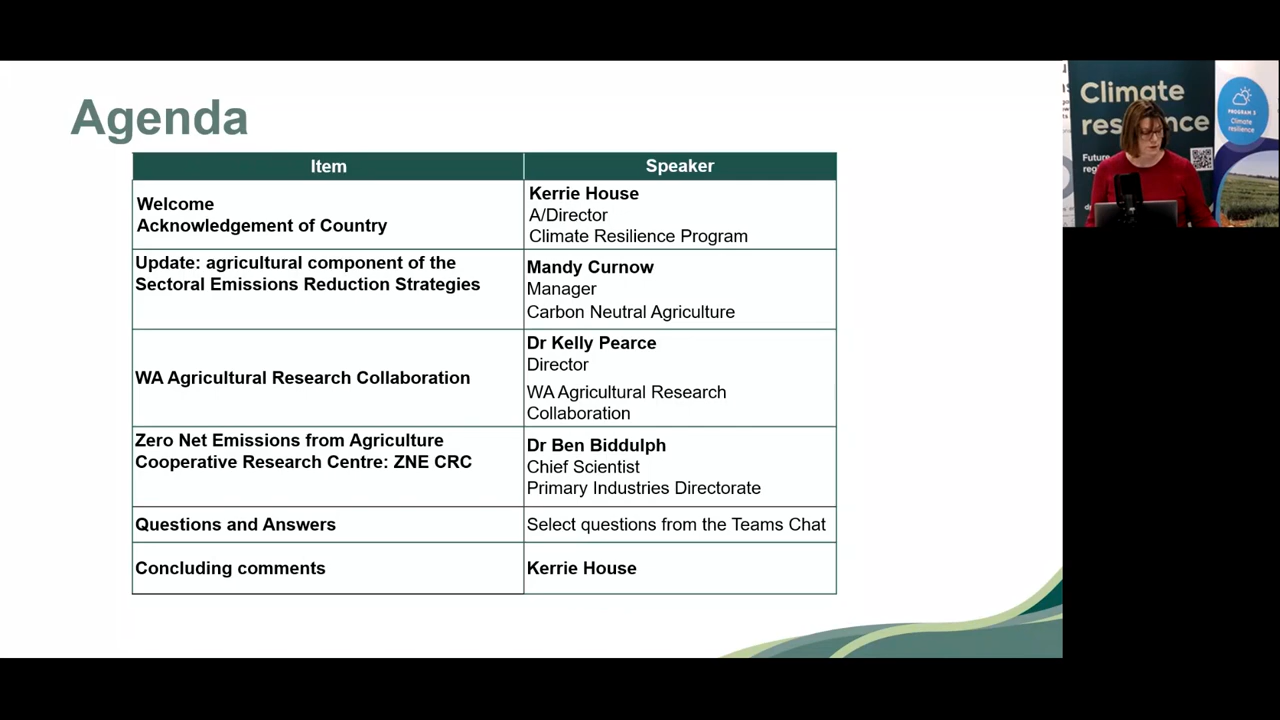 Agenda
Item
Speaker
Welcome
Acknowledgement of Country
Kerrie House
A/Director
Climate Resilience Program
Update: agricultural component of the
Sectoral Emissions Reduction Strategies
Mandy Curnow
Manager
Carbon Neutral Agriculture
WA Agricultural Research Collaboration
Dr Kelly Pearce
Director
WA Agricultural Research
Collaboration
Zero Net Emissions from Agriculture
Cooperative Research Centre: ZNE CRC
Dr Ben Biddulph
Chief Scientist
Primary Industries Directorate
Questions and Answers
Select questions from the Teams Chat
Concluding comments
Kerrie House
Climate
PROGRAM 3
Climate
resilience
Future